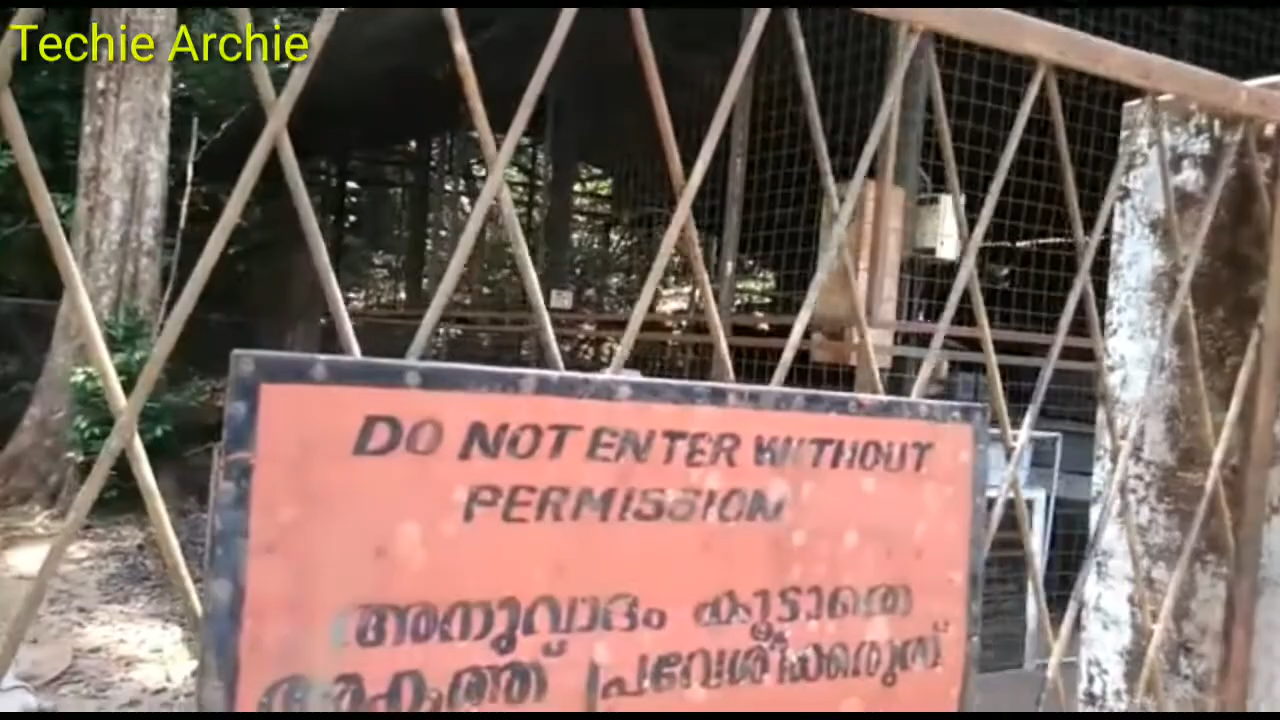 Techie Archie
DO NOT ENTER WITHOUT
PERMISSION
അനുവാദം കൂടാതെ
അകത്ത് പ്രവേശിക്കരുത്